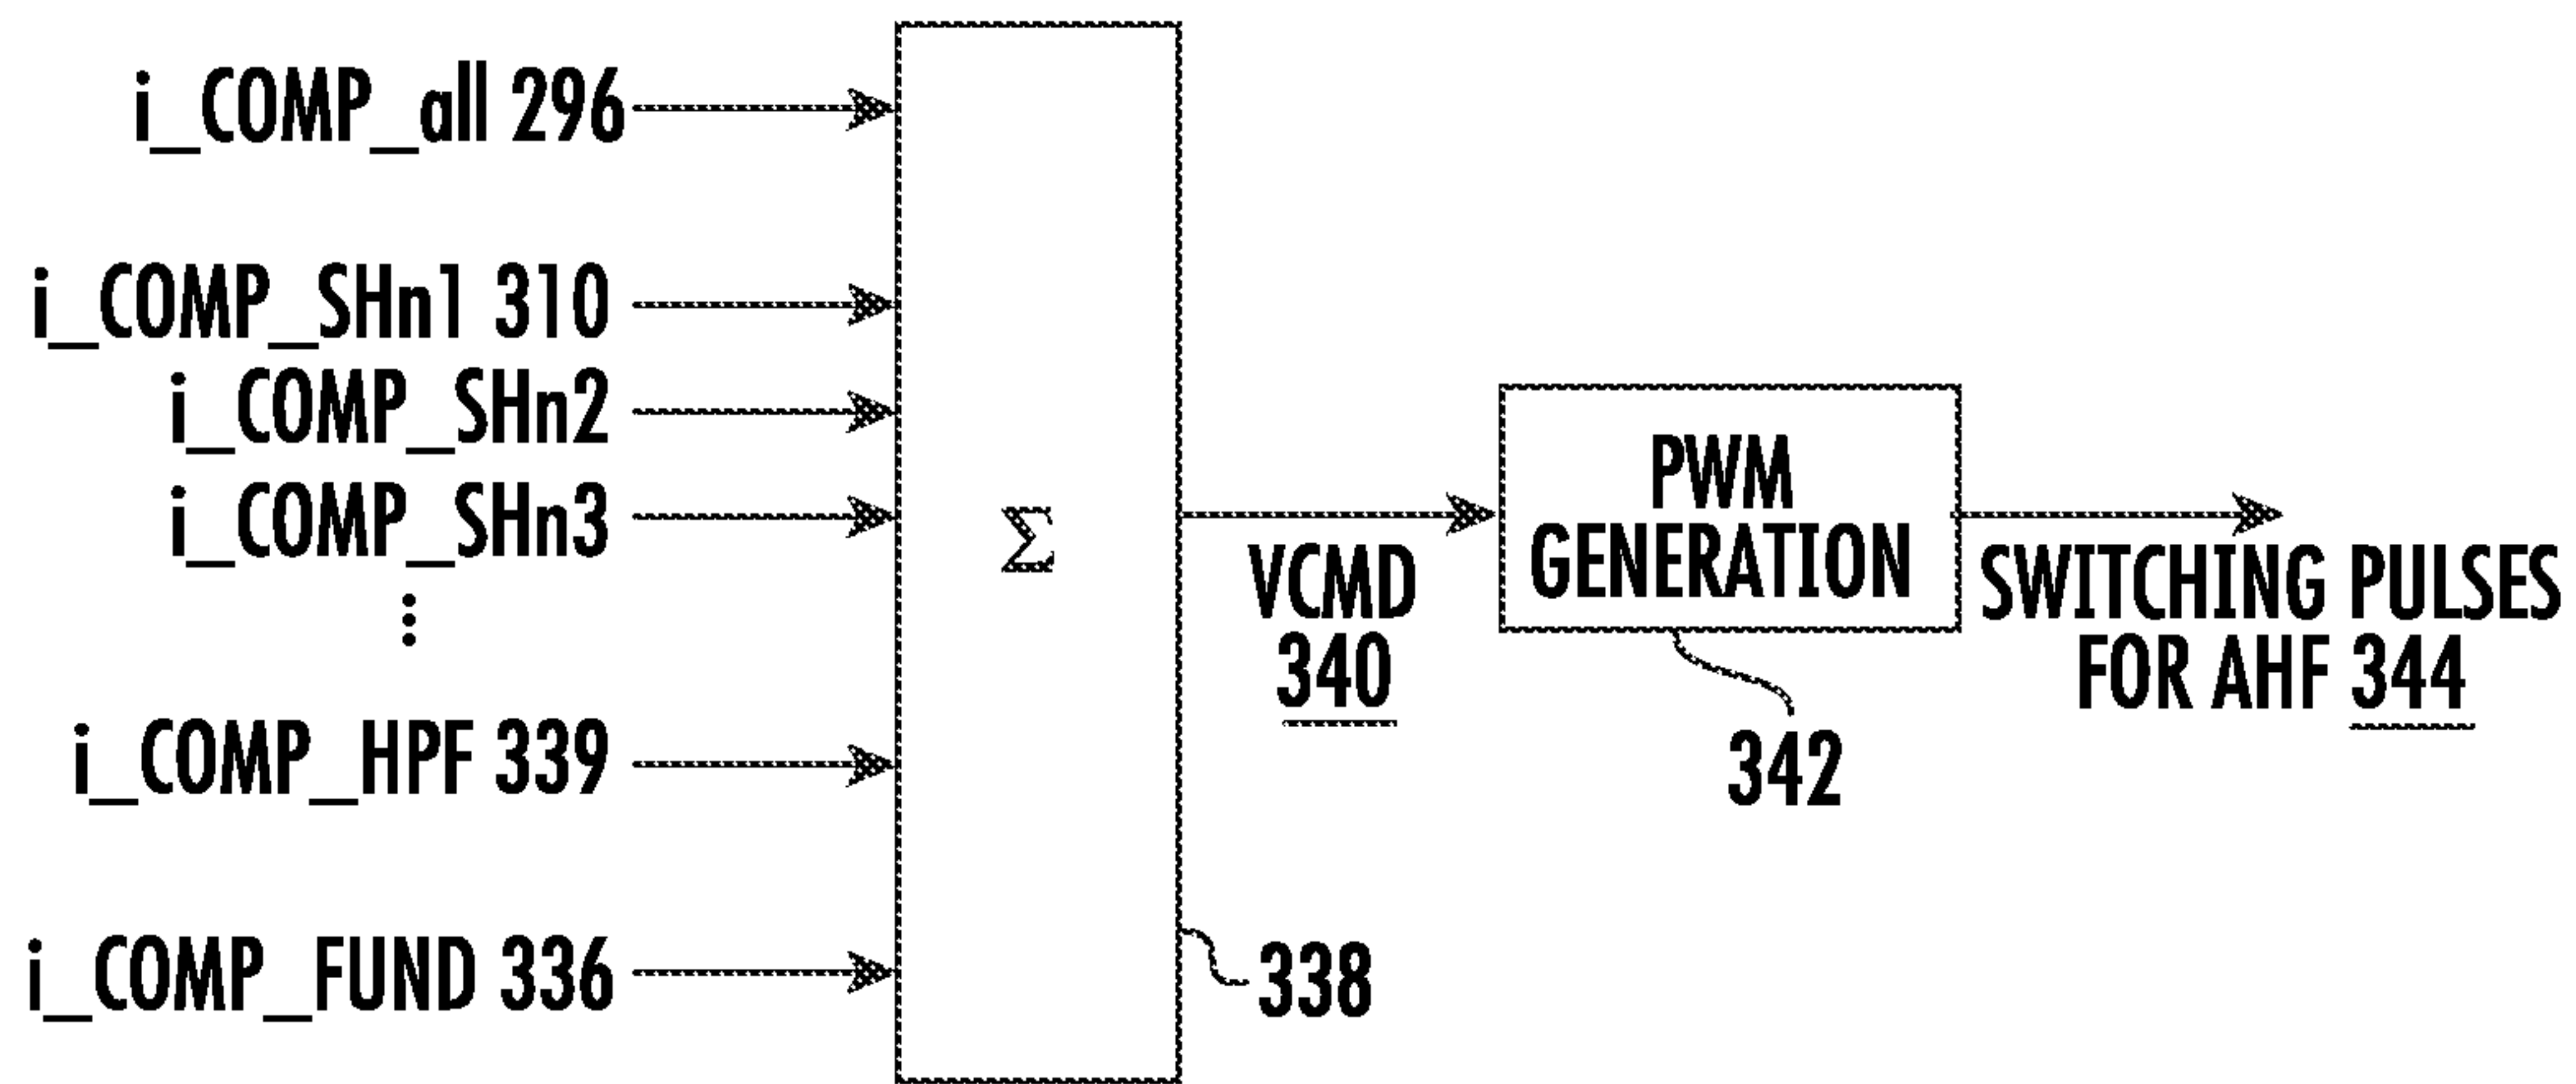 i_COMP_all 296
i_COMP_SHn1 310
i_COMP_SHn2
i_COMP_SHn3
⋮
i_COMP_HPF 339
i_COMP_FUND 336
Σ
338
VCMD
340
PWM
GENERATION
342
SWITCHING PULSES
FOR AHF 344